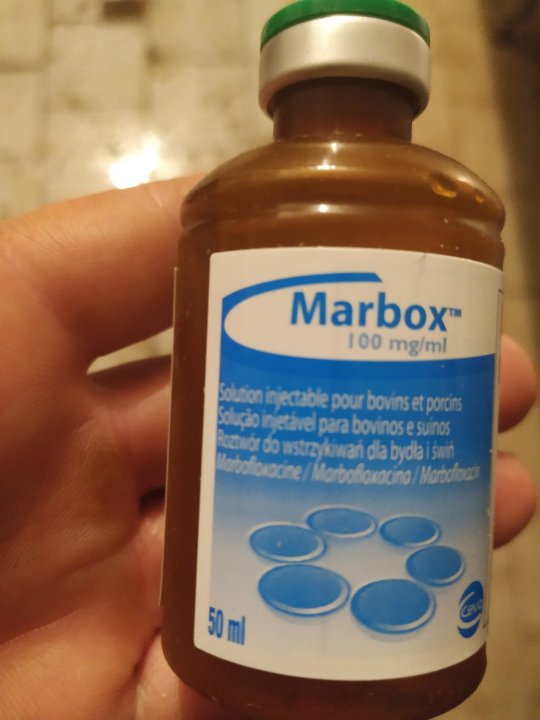 Marbox™
100 mg/ml
Solution injectable pour bovins et porcins
Solução injetável para bovinos e suínos
Roztwór do wstrzykiwań dla bydła i świń
Marbofloxacine / Marbofloxacina / Marbofloxacin
50 ml
ceva